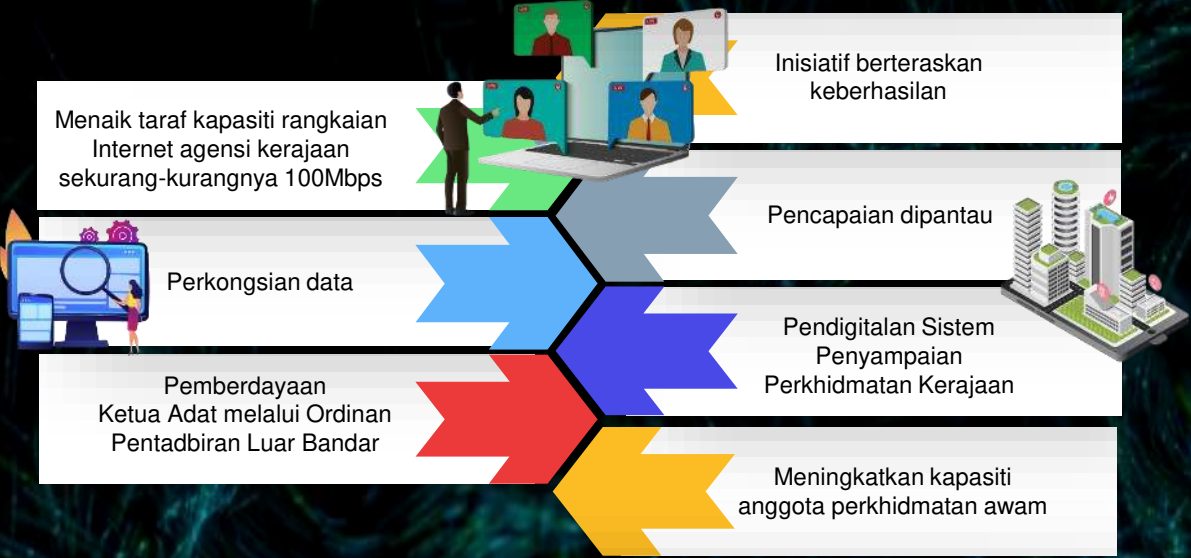 Inisiatif berteraskan
keberhasilan
Menaik taraf kapasiti rangkaian
Internet agensi kerajaan
sekurang-kurangnya 100Mbps
Pencapaian dipantau
Perkongsian data
Pendigitalan Sistem
Penyampaian
Perkhidmatan Kerajaan
Pemberdayaan
Ketua Adat melalui Ordinan
Pentadbiran Luar Bandar
Meningkatkan kapasiti
anggota perkhidmatan awam